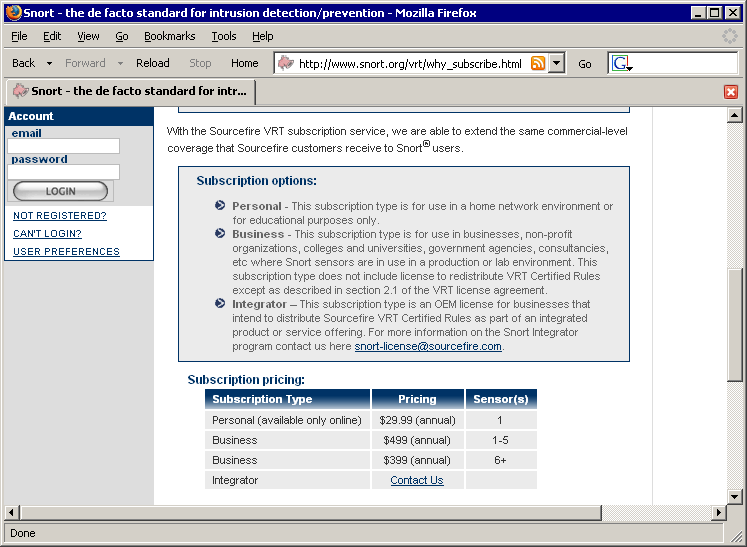 Snort - the de facto standard for intrusion detection/prevention - Mozilla Firefox
File Edit View Go Bookmarks Tools Help
Back Forward Reload Stop Home http://www.snort.org/vrt/why_subscribe.html Go G
Snort - the de facto standard for intr...
Account
email
password
LOGIN
NOT REGISTERED?
CAN'T LOGIN?
USER PREFERENCES
With the Sourcefire VRT subscription service, we are able to extend the same commercial-level
coverage that Sourcefire customers receive to Snort® users.
Subscription options:
Personal - This subscription type is for use in a home network environment or
for educational purposes only.
Business - This subscription type is for use in businesses, non-profit
organizations, colleges and universities, government agencies, consultancies,
etc where Snort sensors are in use in a production or lab environment. This
subscription type does not include license to redistribute VRT Certified Rules
except as described in section 2.1 of the VRT license agreement.
Integrator – This subscription type is an OEM license for businesses that
intend to distribute Sourcefire VRT Certified Rules as part of an integrated
product or service offering. For more information on the Snort Integrator
program contact us here snort-license@sourcefire.com.
Subscription pricing:
Subscription Type Pricing Sensor(s)
Personal (available only online) $29.99 (annual) 1
Business $499 (annual) 1-5
Business $399 (annual) 6+
Integrator Contact Us
Done